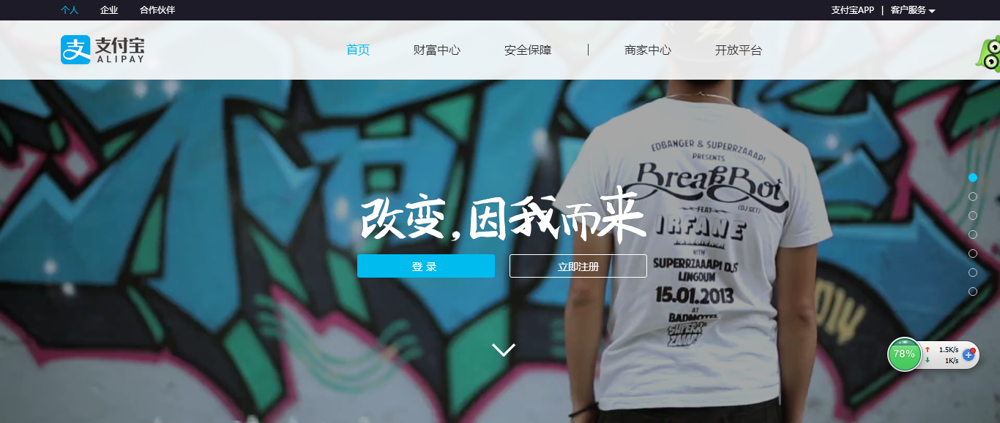 个人 企业 合作伙伴 支付宝APP | 客户服务
支付宝
ALIPAY
首页 财富中心 安全保障 | 商家中心 开放平台
EDBANGER & SUPERRZAAAP!
PRESENTS
BreakBot
FEAT (DJ SET)
IRFANE
WITH
SUPERRZAAAP! DJS
LINGOUM
15.01.2013
AT
BADMOTEL
改变,因我而来
登 录 立即注册
78% 1.5K/s
1K/s